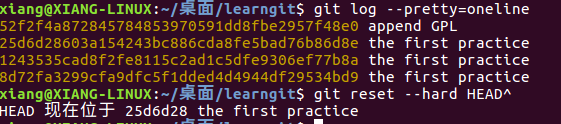 xiang@XIANG-LINUX:~/桌面/learngit$ git log --pretty=oneline
52f2f4a872845784853970591dd8fbe2957f48e0 append GPL
25d6d28603a154243bc886cda8fe5bad76b86d8e the first practice
1243535cad8f2fe8115c2ad1c5dfe9306ef77b8a the first practice
8d72fa3299cfa9dfc5f1dded4d4944df29534bd9 the first practice
xiang@XIANG-LINUX:~/桌面/learngit$ git reset --hard HEAD^
HEAD 现在位于 25d6d28 the first practice